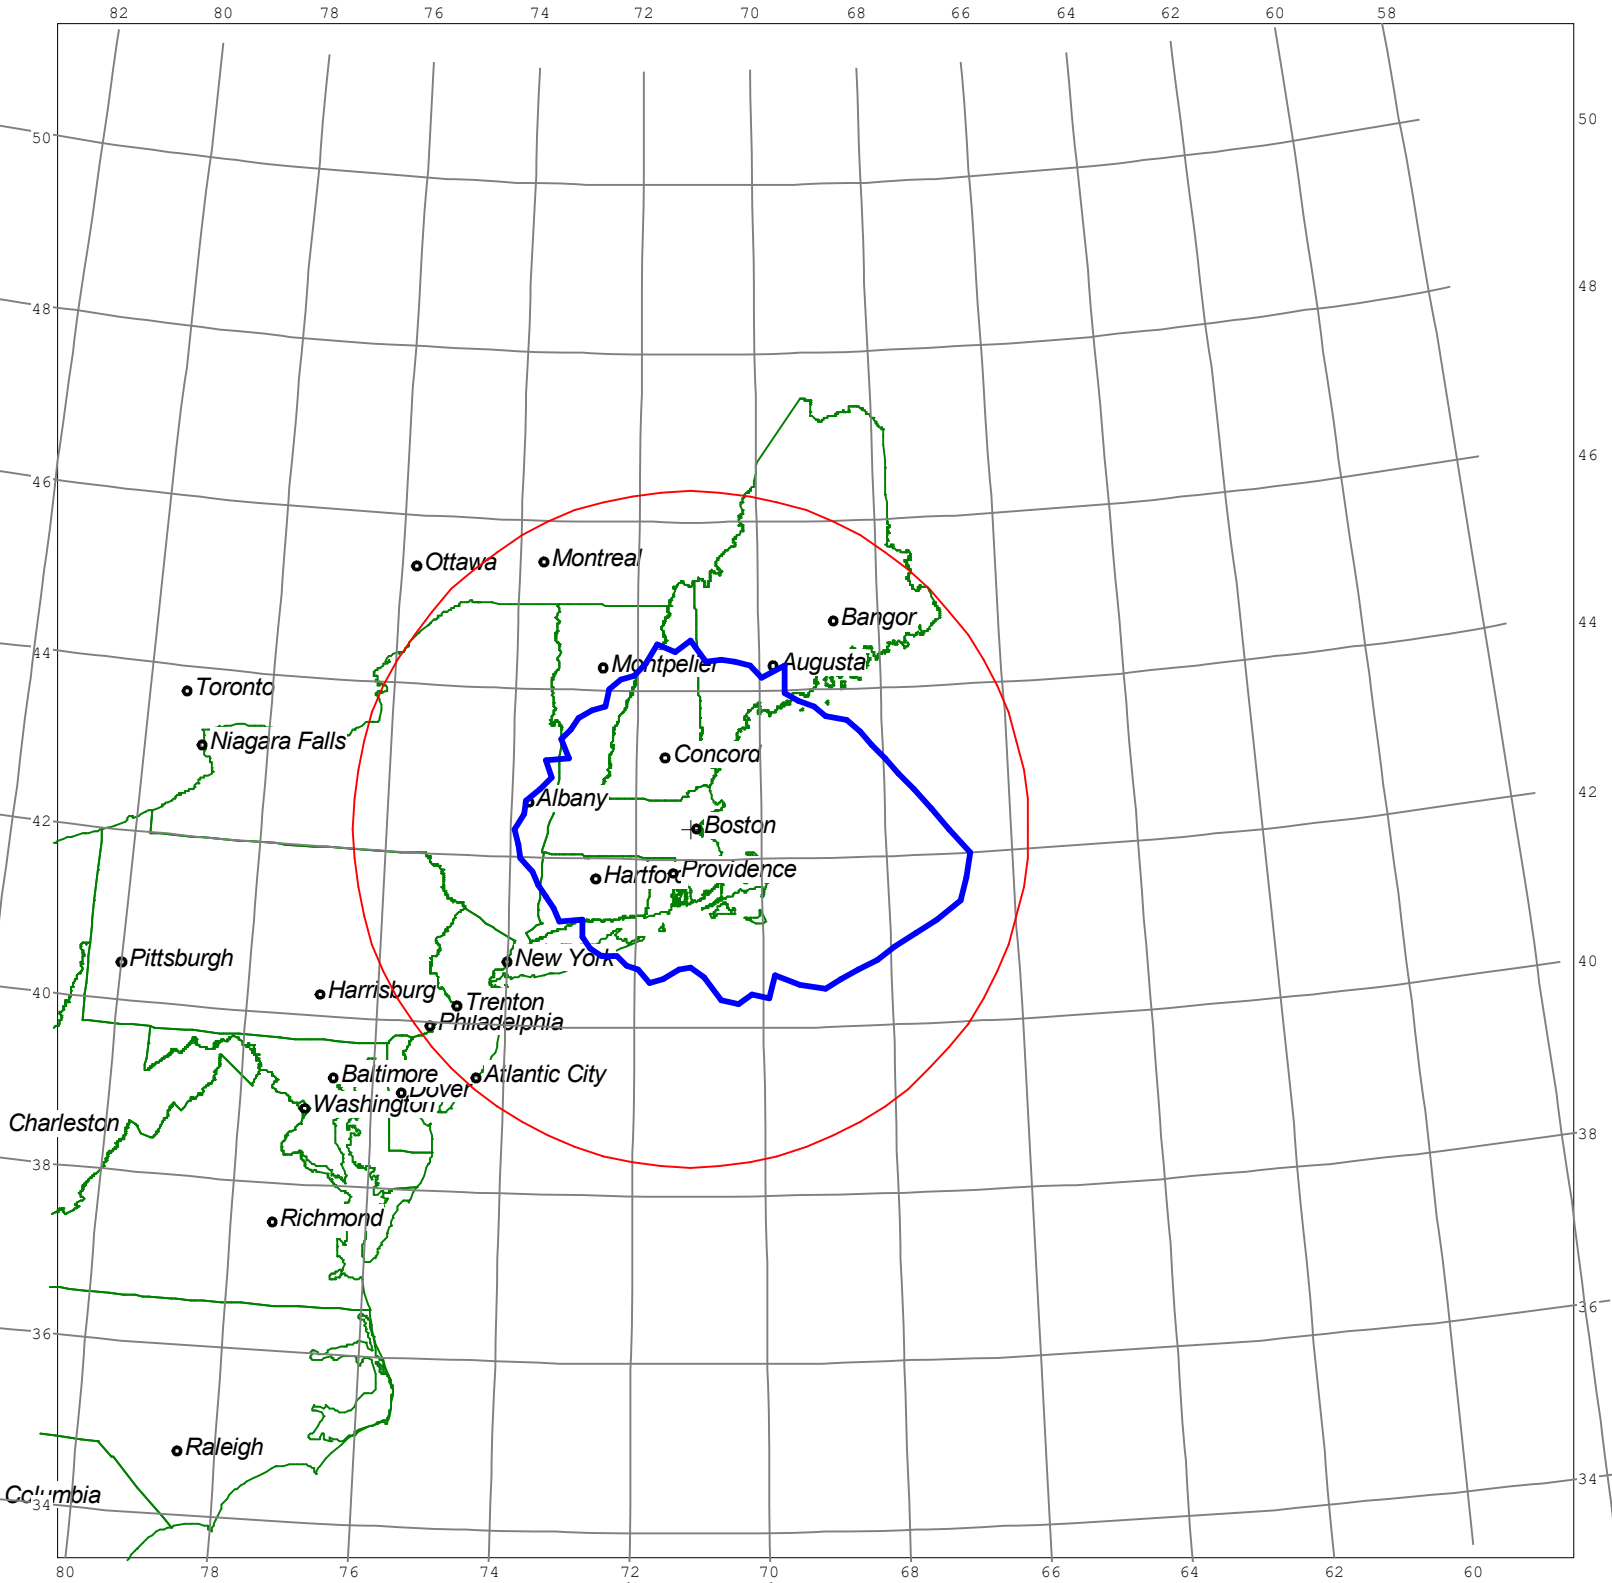 82 80 78 76 74 72 70 68 66 64 62 60 58
50 50
48 48
46 46
Ottawa Montreal
Bangor
44 44
Montpelier Augusta
Toronto
Niagara Falls Concord
Albany 42
42 Boston
Hartford Providence
Pittsburgh New York 40
40 Harrisburg Trenton
Philadelphia
Baltimore Atlantic City
Dover
Washington
Charleston 38
38
Richmond
36 36
Raleigh
Columbia 34
34
80 78 76 74 72 70 68 66 64 62 60